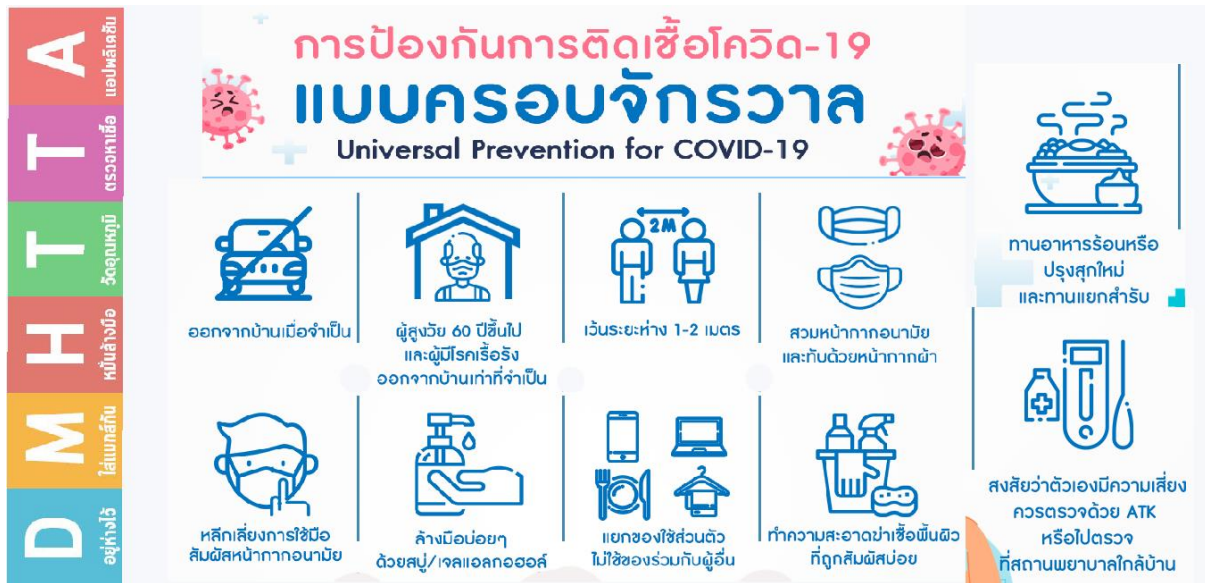 A
แอปพลิเคชัน
T
ตรวจหาเชื้อ
T
วัดอุณหภูมิ
H
หมั่นล้างมือ
M
ใส่แมกส์กัน
D
อยู่ห่างไว้
การป้องกันการติดเชื้อโควิด-19
แบบครอบจักรวาล
Universal Prevention for COVID-19
ออกจากบ้านเมื่อจำเป็น
ผู้สูงวัย 60 ปีขึ้นไป
และผู้มีโรคเรื้อรัง
ออกจากบ้านเท่าที่จำเป็น
2M
เว้นระยะห่าง 1-2 เมตร
สวมหน้ากากอนามัย
และทับด้วยหน้ากากผ้า
ทานอาหารร้อนหรือ
ปรุงสุกใหม่
และทานแยกสำรับ
หลีกเลี่ยงการใช้มือ
สัมผัสหน้ากากอนามัย
ล้างมือบ่อยๆ
ด้วยสบู่/เจลแอลกอฮอล์
แยกของใช้ส่วนตัว
ไม่ใช้ของร่วมกับผู้อื่น
ทำความสะอาดฆ่าเชื้อพื้นผิว
ที่ถูกสัมผัสบ่อย
สงสัยว่าตัวเองมีความเสี่ยง
ควรตรวจด้วย ATK
หรือไปตรวจ
ที่สถานพยาบาลใกล้บ้าน